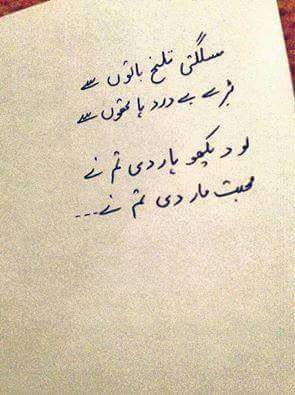 سلگتی تلخ باتوں سے
بڑے بے درد ہاتھوں سے
لو دیکھو ہار دی تم نے
محبت مار دی تم نے---